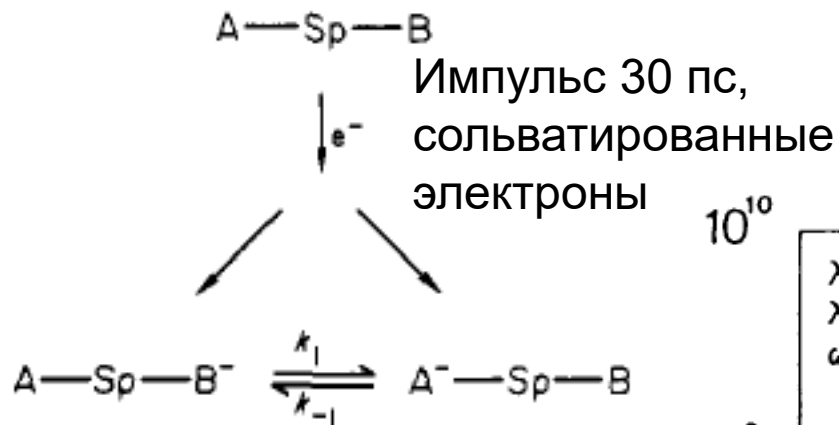 A—Sp—B
Импульс 30 пс,
сольватированные
электроны
e⁻
10¹⁰
A—Sp—B⁻ k₁ k₋₁ A⁻—Sp—B